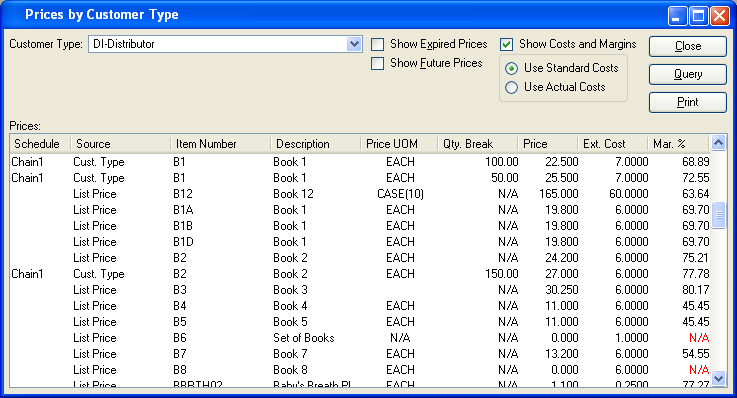 Prices by Customer Type
Customer Type: DI-Distributor
Show Expired Prices
Show Future Prices
Show Costs and Margins
Use Standard Costs
Use Actual Costs
Close
Query
Print
Prices:
Schedule Source Item Number Description Price UOM Qty. Break Price Ext. Cost Mar. %
Chain1 Cust. Type B1 Book 1 EACH 100.00 22.500 7.0000 68.89
Chain1 Cust. Type B1 Book 1 EACH 50.00 25.500 7.0000 72.55
List Price B12 Book 12 CASE(10) N/A 165.000 60.0000 63.64
List Price B1A Book 1 EACH N/A 19.800 6.0000 69.70
List Price B1B Book 1 EACH N/A 19.800 6.0000 69.70
List Price B1D Book 1 EACH N/A 19.800 6.0000 69.70
List Price B2 Book 2 EACH N/A 24.200 6.0000 75.21
Chain1 Cust. Type B2 Book 2 EACH 150.00 27.000 6.0000 77.78
List Price B3 Book 3 N/A 30.250 6.0000 80.17
List Price B4 Book 4 EACH N/A 11.000 6.0000 45.45
List Price B5 Book 5 EACH N/A 11.000 6.0000 45.45
List Price B6 Set of Books N/A N/A 0.000 1.0000 N/A
List Price B7 Book 7 EACH N/A 13.200 6.0000 54.55
List Price B8 Book 8 EACH N/A 0.000 6.0000 N/A
List Price BBRTH02 Baby's Breath Pl EACH N/A 1.100 0.2500 77.27